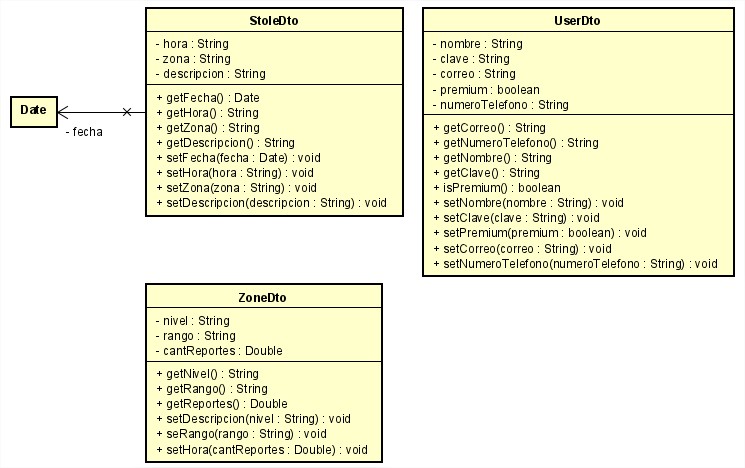 StoleDto
- hora : String
- zona : String
- descripcion : String
+ getFecha() : Date
+ getHora() : String
+ getZona() : String
+ getDescripcion() : String
+ setFecha(fecha : Date) : void
+ setHora(hora : String) : void
+ setZona(zona : String) : void
+ setDescripcion(descripcion : String) : void
Date
- fecha
UserDto
- nombre : String
- clave : String
- correo : String
- premium : boolean
- numeroTelefono : String
+ getCorreo() : String
+ getNumeroTelefono() : String
+ getNombre() : String
+ getClave() : String
+ isPremium() : boolean
+ setNombre(nombre : String) : void
+ setClave(clave : String) : void
+ setPremium(premium : boolean) : void
+ setCorreo(correo : String) : void
+ setNumeroTelefono(numeroTelefono : String) : void
ZoneDto
- nivel : String
- rango : String
- cantReportes : Double
+ getNivel() : String
+ getRango() : String
+ getReportes() : Double
+ setDescripcion(nivel : String) : void
+ seRango(rango : String) : void
+ setHora(cantReportes : Double) : void